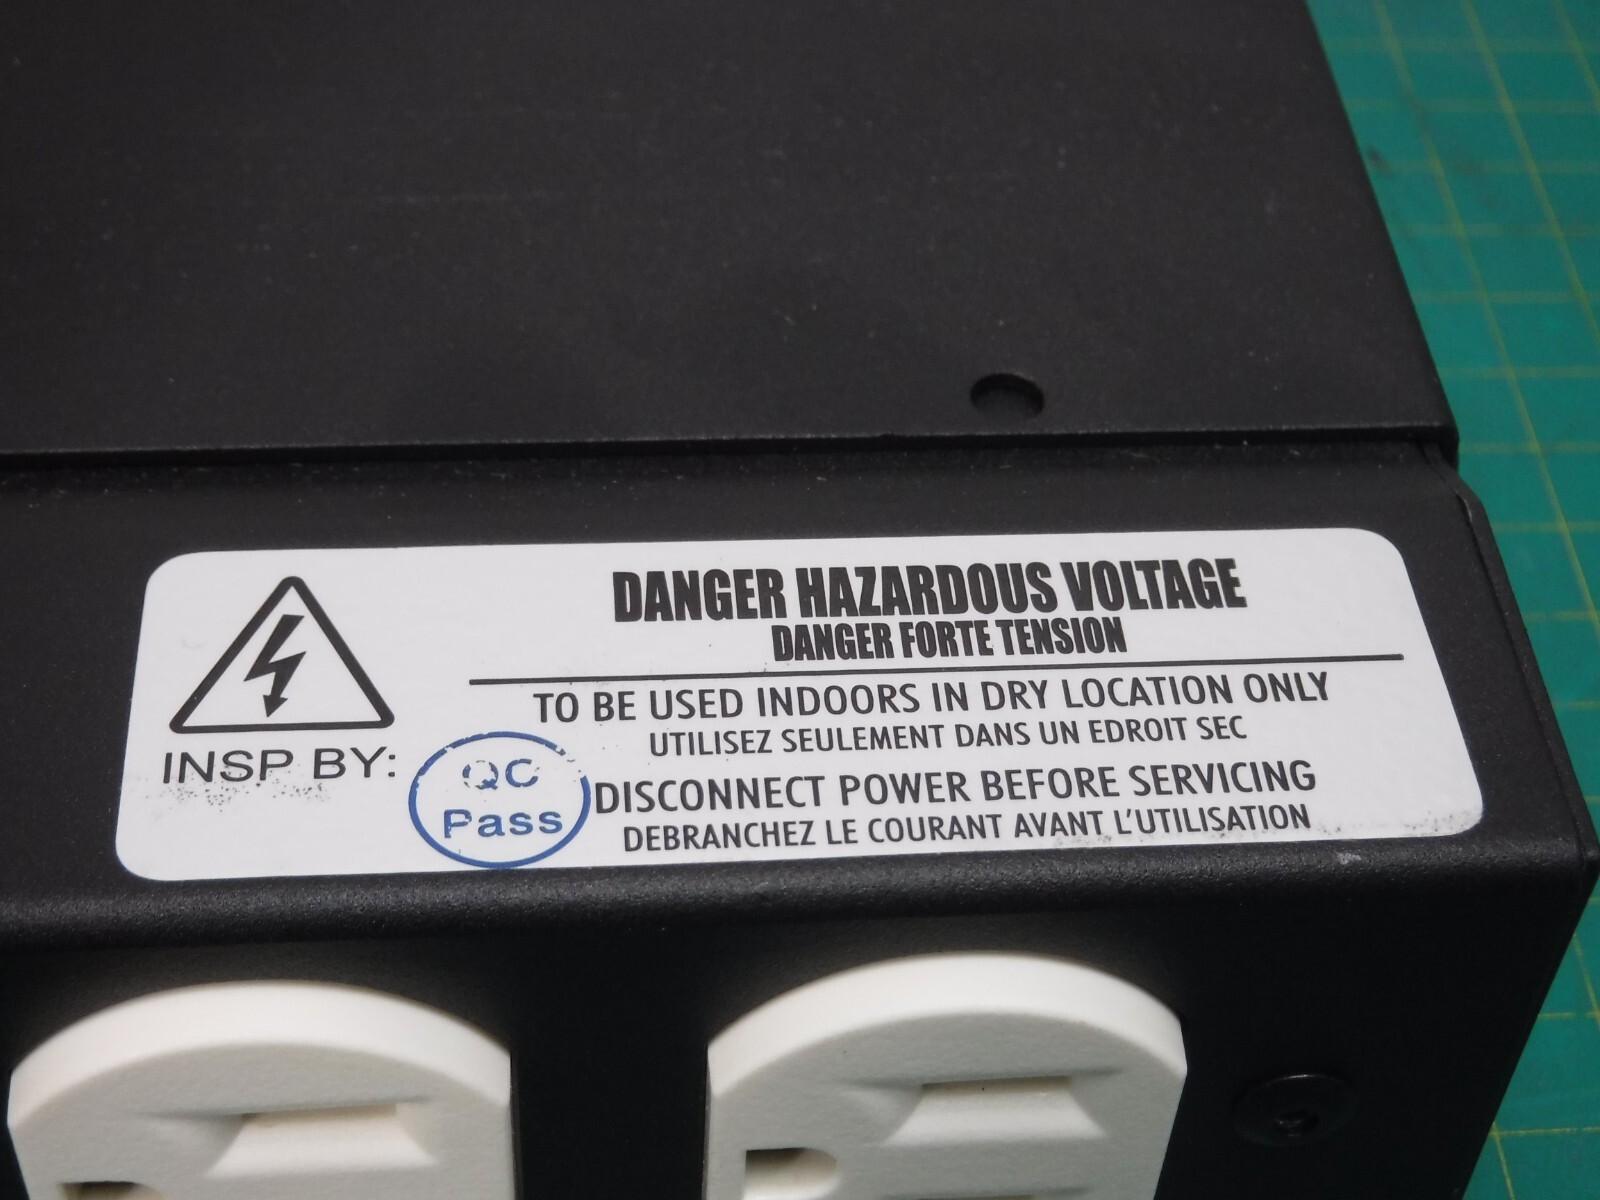 DANGER HAZARDOUS VOLTAGE
DANGER FORTE TENSION
TO BE USED INDOORS IN DRY LOCATION ONLY
UTILISEZ SEULEMENT DANS UN EDROIT SEC
INSP BY:
QC
Pass
DISCONNECT POWER BEFORE SERVICING
DEBRANCHEZ LE COURANT AVANT L'UTILISATION